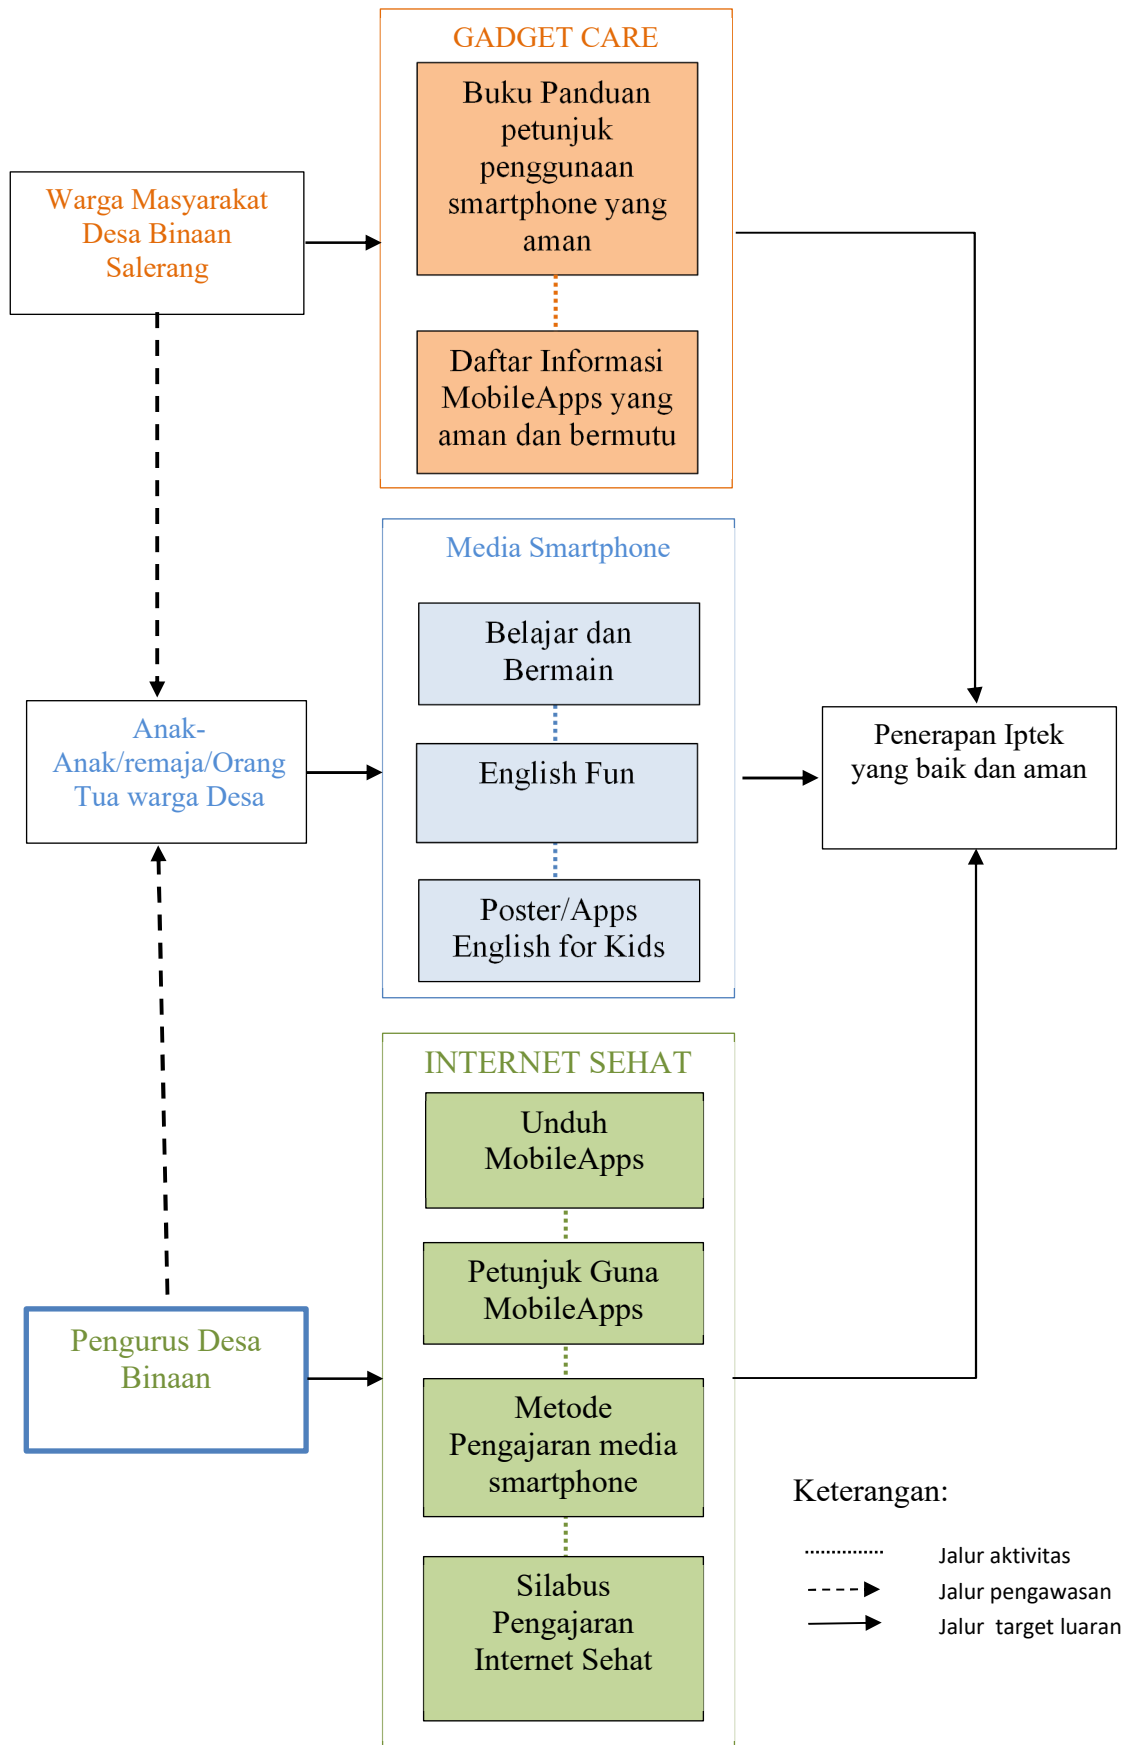 GADGET CARE
Buku Panduan
petunjuk
penggunaan
smartphone yang
aman
Warga Masyarakat
Desa Binaan
Salerang
Daftar Informasi
MobileApps yang
aman dan bermutu
Media Smartphone
Belajar dan
Bermain
Anak-
Anak/remaja/Orang
Tua warga Desa
English Fun
Penerapan Iptek
yang baik dan aman
Poster/Apps
English for Kids
INTERNET SEHAT
Unduh
MobileApps
Petunjuk Guna
MobileApps
Pengurus Desa
Binaan
Metode
Pengajaran media
smartphone
Silabus
Pengajaran
Internet Sehat
Keterangan:
Jalur aktivitas
Jalur pengawasan
Jalur target luaran